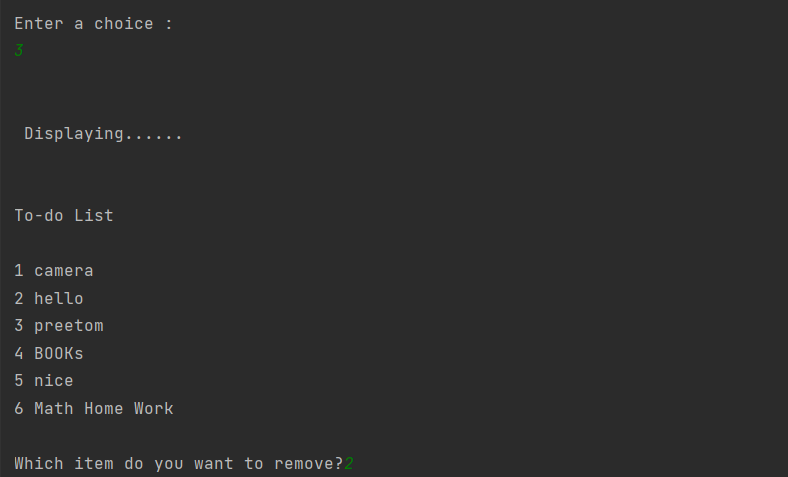 Enter a choice :
3
Displaying......
To-do List
1 camera
2 hello
3 preetom
4 BOOKs
5 nice
6 Math Home Work
Which item do you want to remove?2